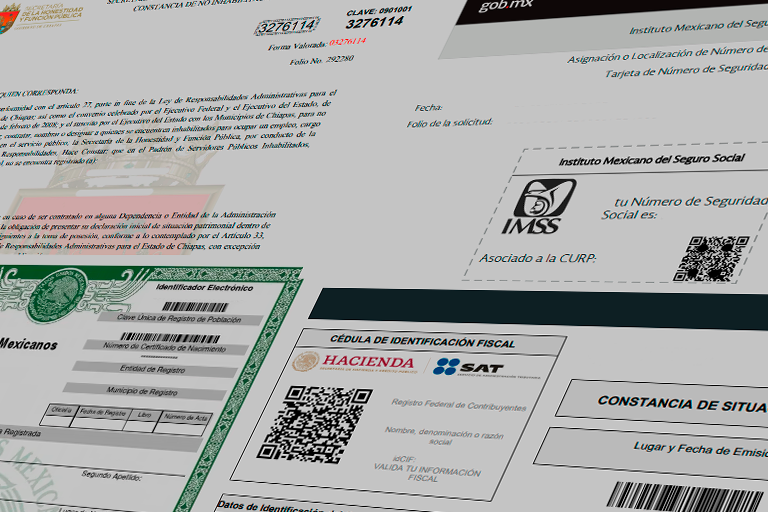 SECRETARÍA
DE LA HONESTIDAD
Y FUNCIÓN PÚBLICA
CONSTANCIA DE NO INHABI
3276114
CLAVE: 0901001
3276114
Forma Valorada: 03276114
Folio No. 292280
QUIEN CORRESPONDA:
conformidad con el artículo 77, parte in fine de la Ley de Responsabilidades Administrativas para el
de Chiapas; así como el convenio celebrado por el Ejecutivo Federal y el Ejecutivo del Estado, de
de febrero de 2008; y el suscrito por el Ejecutivo del Estado con los Municipios de Chiapas, para no
contratar, nombrar o designar a quienes se encuentren inhabilitados para ocupar un empleo, cargo
en el servicio público, la Secretaría de la Honestidad y Función Pública, por conducto de la
Responsabilidades, Hace Constar: que en el Padrón de Servidores Públicos Inhabilitados,
no se encuentra registrado (a):
en caso de ser contratado en alguna Dependencia o Entidad de la Administración
la obligación de presentar su declaración inicial de situación patrimonial dentro de
siguientes a la toma de posesión, conforme a lo contemplado por el Artículo 33,
de Responsabilidades Administrativas para el Estado de Chiapas, con excepción
gob.mx
Instituto Mexicano del Segu
Asignación o Localización de Número de
Tarjeta de Número de Seguridad
Fecha:
Folio de la solicitud:
Instituto Mexicano del Seguro Social
IMSS
tu Número de Seguridad
Social es:
Asociado a la CURP:
Mexicanos
Identificador Electrónico
Clave Única de Registro de Población
Número de Certificado de Nacimiento
Entidad de Registro
Municipio de Registro
Oficialía Fecha de Registro Libro Número de Acta
a Registrada
Segundo Apellido:
CÉDULA DE IDENTIFICACIÓN FISCAL
HACIENDA
SAT
Registro Federal de Contribuyentes
Nombre, denominación o razón
social
idCIF:
VALIDA TU INFORMACIÓN
FISCAL
Datos de Identificación d
CONSTANCIA DE SITUA
Lugar y Fecha de Emisió